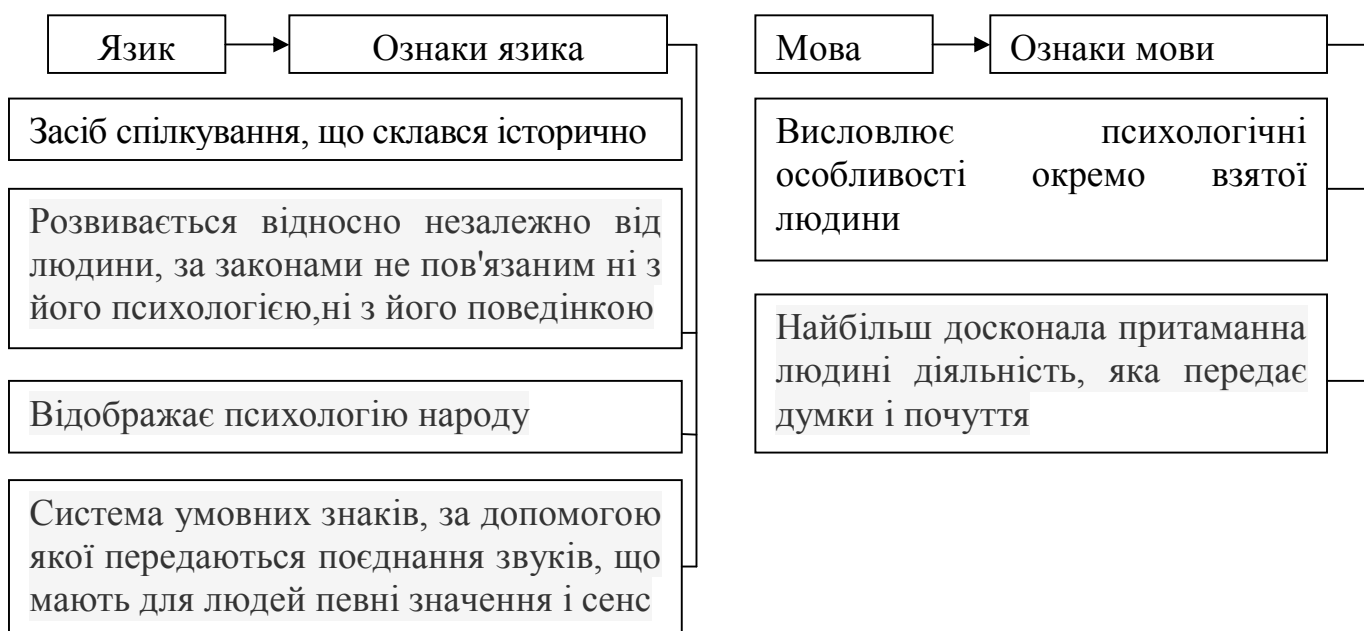 Язик
Ознаки язика
Засіб спілкування, що склався історично
Розвивається відносно незалежно від
людини, за законами не пов'язаним ні з
його психологією,ні з його поведінкою
Відображає психологію народу
Система умовних знаків, за допомогою
якої передаються поєднання звуків, що
мають для людей певні значення і сенс
Мова
Ознаки мови
Висловлює психологічні
особливості окремо взятої
людини
Найбільш досконала притаманна
людині діяльність, яка передає
думки і почуття